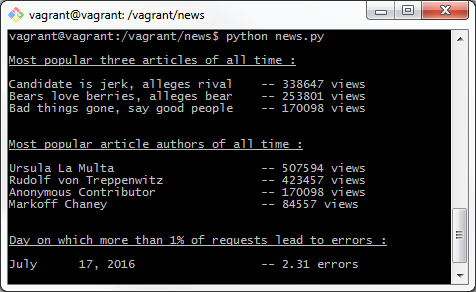 vagrant@vagrant: /vagrant/news
vagrant@vagrant:/vagrant/news$ python news.py
Most popular three articles of all time :
Candidate is jerk, alleges rival    -- 338647 views
Bears love berries, alleges bear    -- 253801 views
Bad things gone, say good people    -- 170098 views
Most popular article authors of all time :
Ursula La Multa                     -- 507594 views
Rudolf von Treppenwitz              -- 423457 views
Anonymous Contributor               -- 170098 views
Markoff Chaney                      -- 84557 views
Day on which more than 1% of requests lead to errors :
July      17, 2016                  -- 2.31 errors